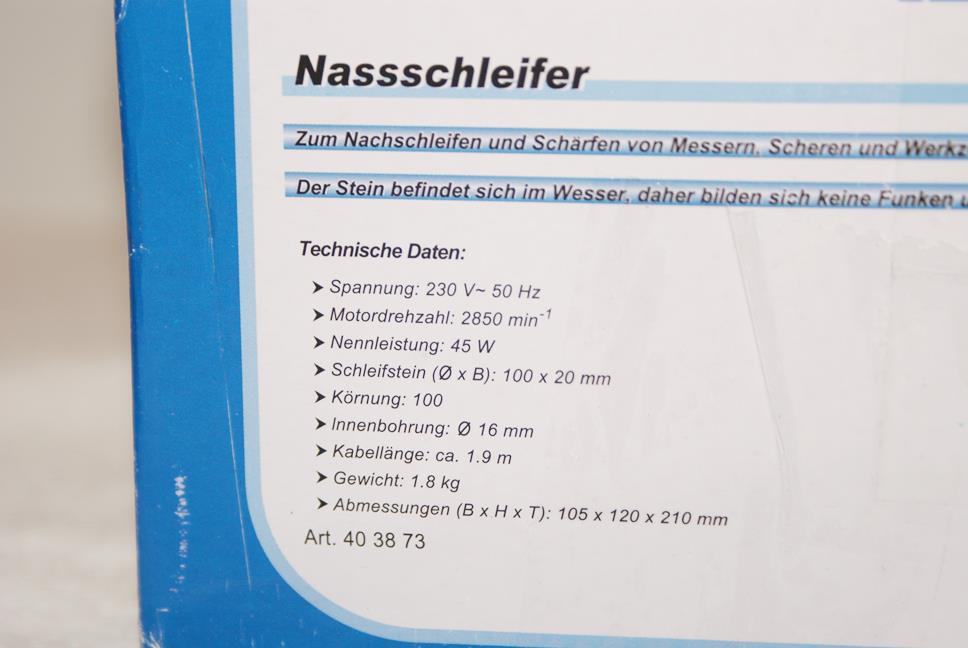 Nassschleifer
Zum Nachschleifen und Schärfen von Messern, Scheren und
Der Stein befindet sich im Wesser, daher bilden sich keine Funken
Technische Daten:
➤ Spannung: 230 V~ 50 Hz
➤ Motordrehzahl: 2850 min⁻¹
➤ Nennleistung: 45 W
➤ Schleifstein (Ø x B): 100 x 20 mm
➤ Körnung: 100
➤ Innenbohrung: Ø 16 mm
➤ Kabellänge: ca. 1.9 m
➤ Gewicht: 1.8 kg
➤ Abmessungen (B x H x T): 105 x 120 x 210 mm
Art. 40 38 73